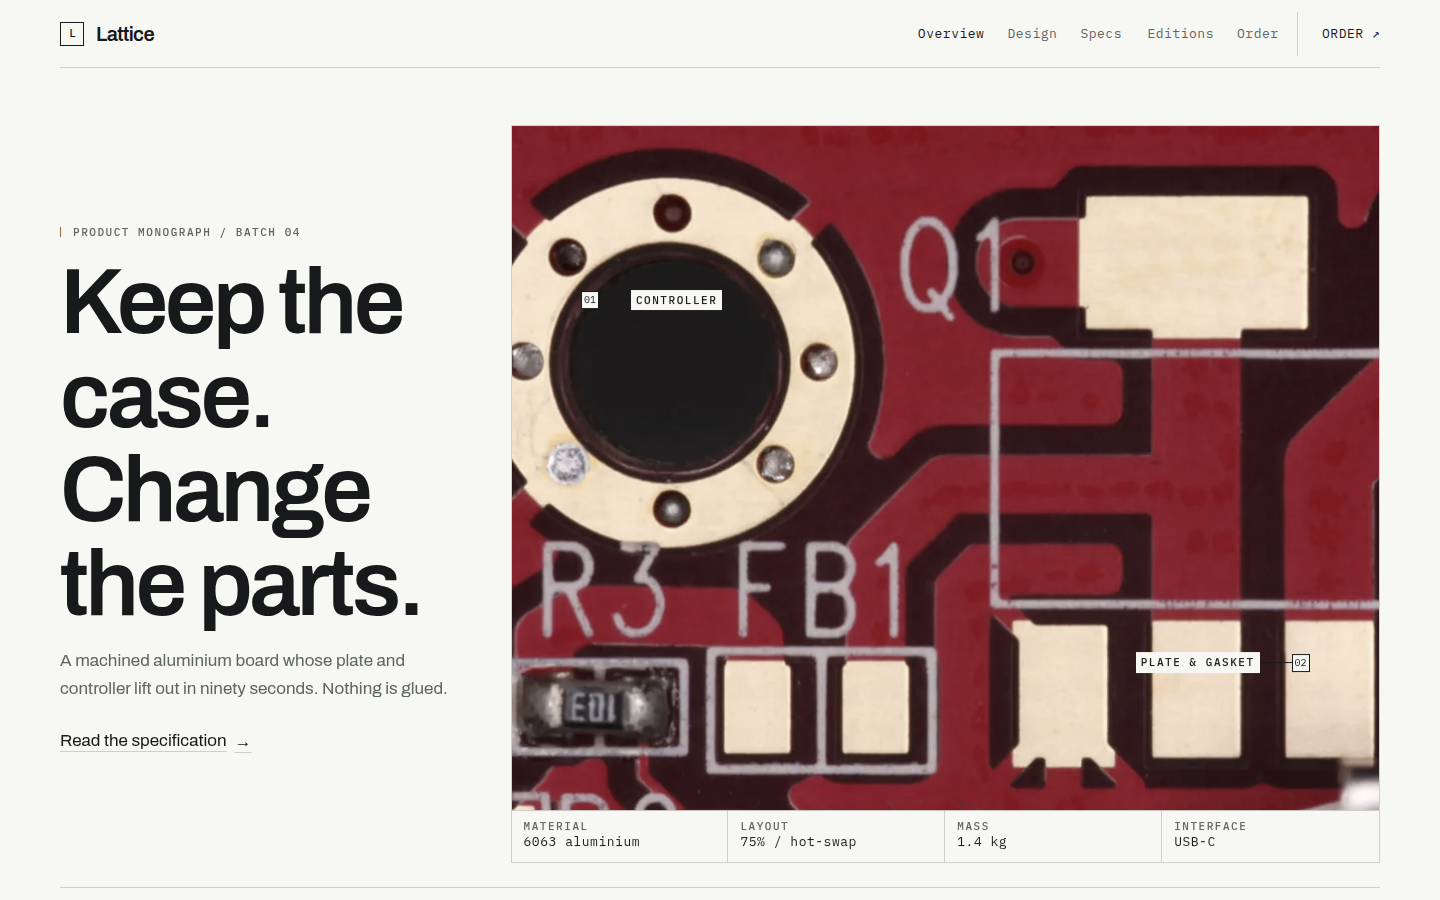 L Lattice
Overview Design Specs Editions Order ORDER ↗
PRODUCT MONOGRAPH / BATCH 04
Keep the
case.
Change
the parts.
A machined aluminium board whose plate and
controller lift out in ninety seconds. Nothing is glued.
Read the specification →
Q1
01 CONTROLLER
R3 FB1
PLATE & GASKET 02
E01
MATERIAL
6063 aluminium
LAYOUT
75% / hot-swap
MASS
1.4 kg
INTERFACE
USB-C